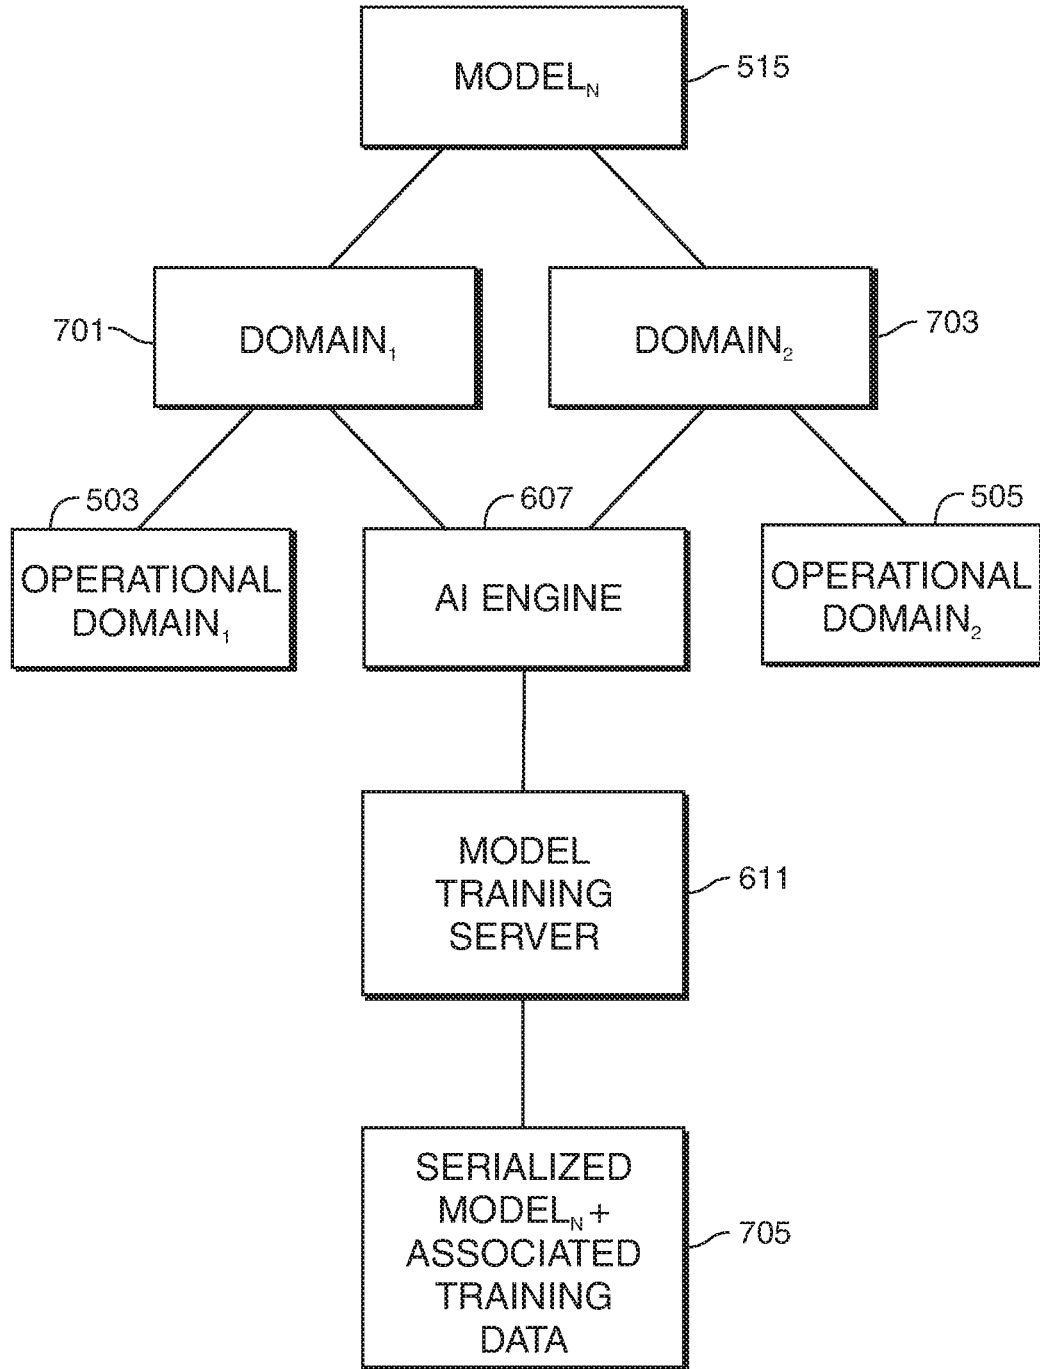 MODELN
515
701
DOMAIN1
DOMAIN2
703
503
607
505
OPERATIONAL
DOMAIN1
AI ENGINE
OPERATIONAL
DOMAIN2
MODEL
TRAINING
SERVER
611
SERIALIZED
MODELN +
ASSOCIATED
TRAINING
DATA
705